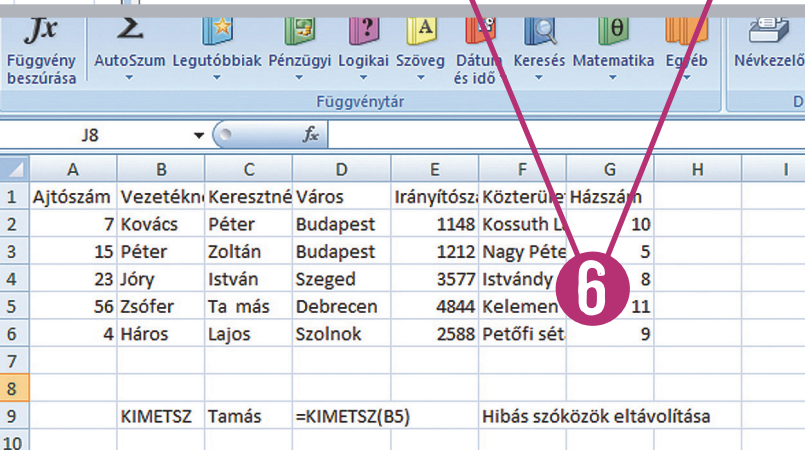 Függvény beszúrása AutoSzum Legutóbbiak Pénzügyi Logikai Szöveg Dátum és idő Keresés Matematika Egyéb Névkezelő
Függvénytár D
J8 fx
A B C D E F G H I
1 Ajtószám Vezetékn Keresztné Város Irányítósz Közterüle Házszám
2 7 Kovács Péter Budapest 1148 Kossuth L 10
3 15 Péter Zoltán Budapest 1212 Nagy Péte 5
4 23 Jóry István Szeged 3577 Istvándy 8
5 56 Zsófer Ta más Debrecen 4844 Kelemen 11
6 4 Háros Lajos Szolnok 2588 Petőfi sét 9
7
8
9 KIMETSZ Tamás =KIMETSZ(B5) Hibás szóközök eltávolítása
10
6